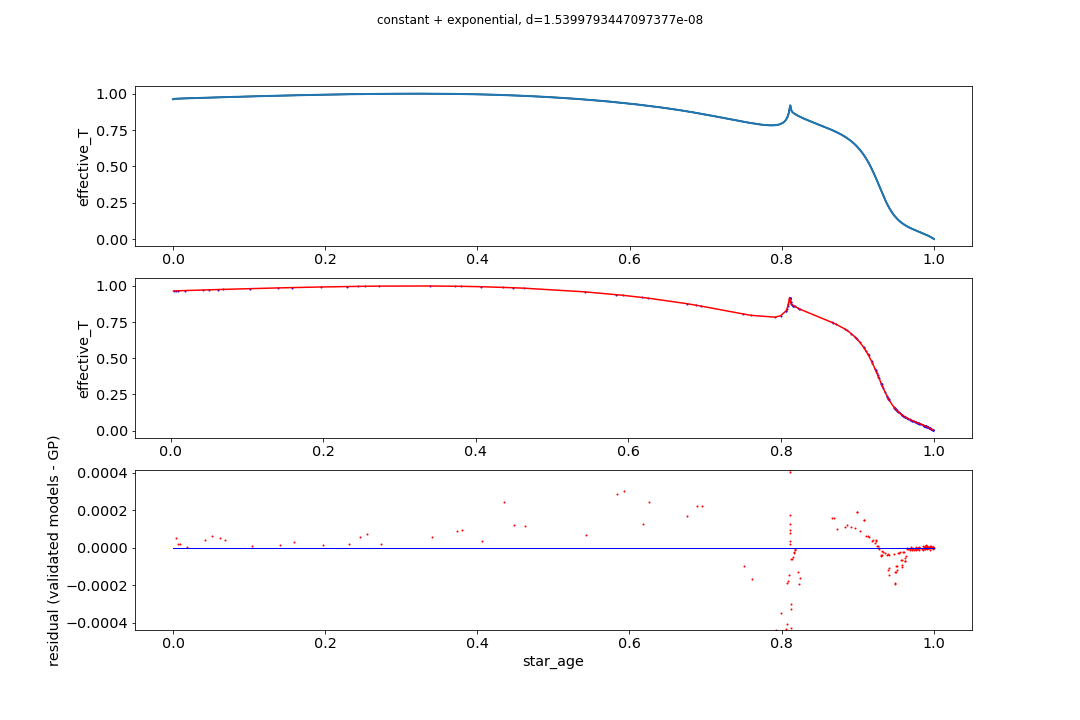 constant + exponential, d=1.5399793447097377e-08
1.00
0.75
0.50
0.25
0.00
effective_T
0.0 0.2 0.4 0.6 0.8 1.0
1.00
0.75
0.50
0.25
0.00
effective_T
0.0 0.2 0.4 0.6 0.8 1.0
0.0004
0.0002
0.0000
−0.0002
−0.0004
residual (validated models - GP)
0.0 0.2 0.4 0.6 0.8 1.0
star_age